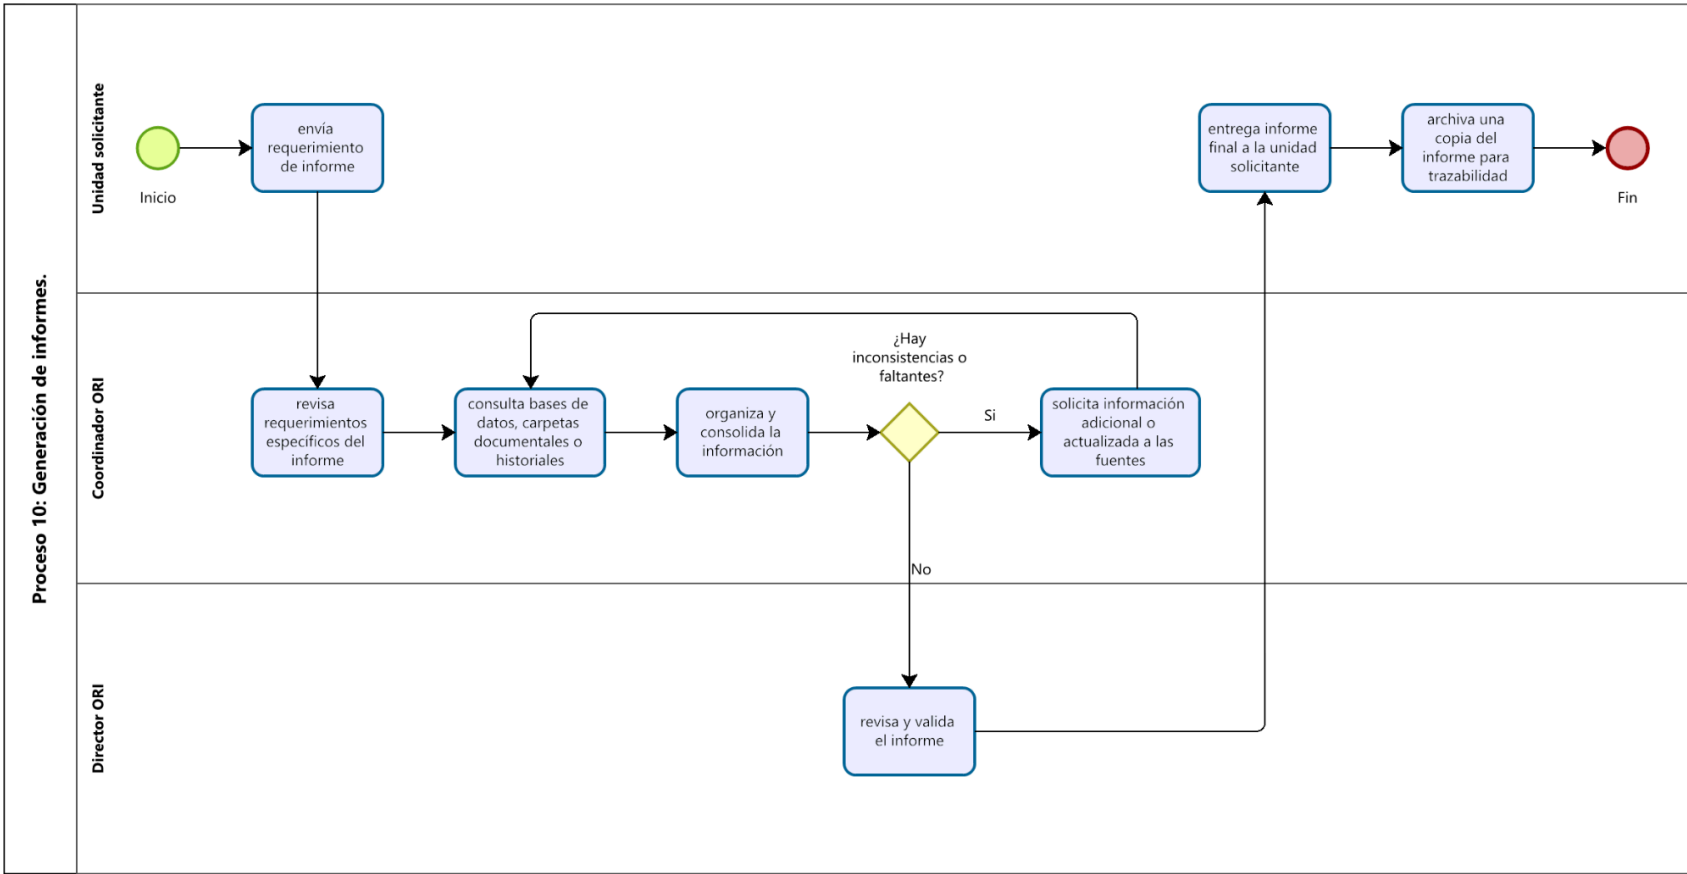 Proceso 10: Generación de informes.
Unidad solicitante
Inicio
envía
requerimiento
de informe
entrega informe
final a la unidad
solicitante
archiva una
copia del
informe para
trazabilidad
Fin
Coordinador ORI
revisa
requerimientos
específicos del
informe
consulta bases de
datos, carpetas
documentales o
historiales
organiza y
consolida la
información
¿Hay
inconsistencias o
faltantes?
Si
solicita información
adicional o
actualizada a las
fuentes
No
Director ORI
revisa y valida
el informe